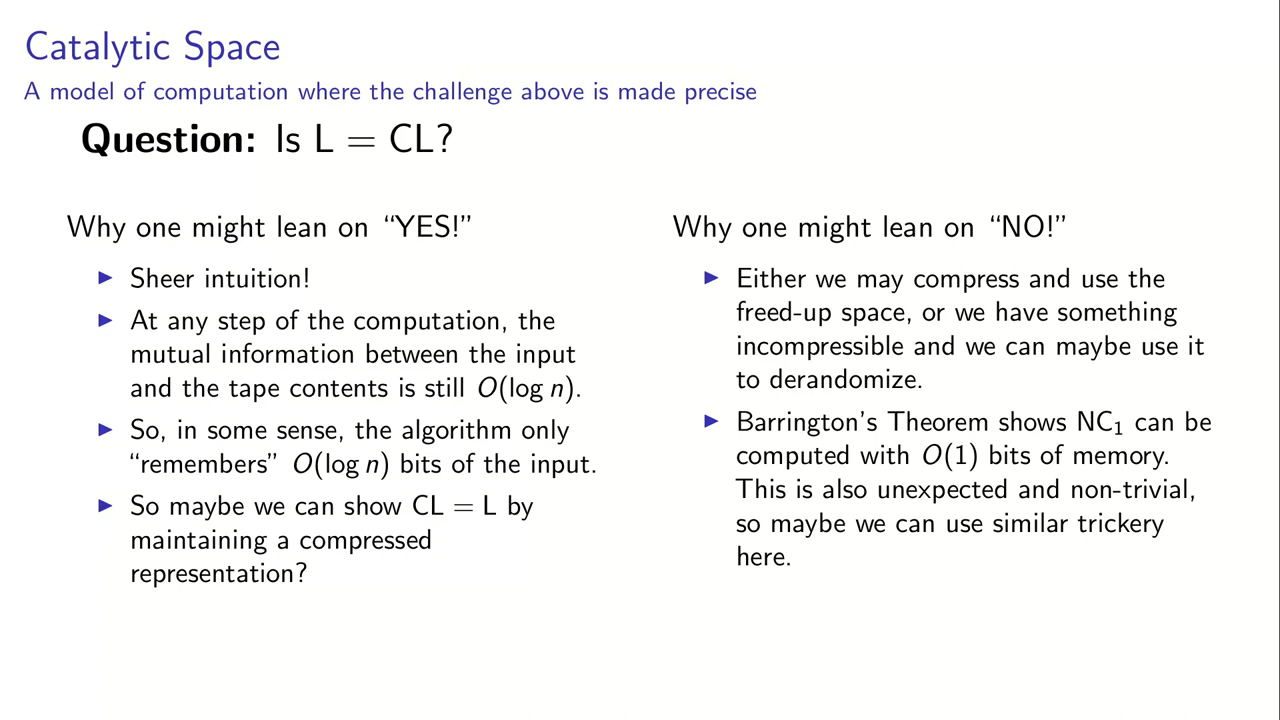 Catalytic Space
A model of computation where the challenge above is made precise
Question: Is L = CL?
Why one might lean on “YES!”
▶ Sheer intuition!
▶ At any step of the computation, the
mutual information between the input
and the tape contents is still O(log n).
▶ So, in some sense, the algorithm only
“remembers” O(log n) bits of the input.
▶ So maybe we can show CL = L by
maintaining a compressed
representation?
Why one might lean on “NO!”
▶ Either we may compress and use the
freed-up space, or we have something
incompressible and we can maybe use it
to derandomize.
▶ Barrington’s Theorem shows NC₁ can be
computed with O(1) bits of memory.
This is also unexpected and non-trivial,
so maybe we can use similar trickery
here.